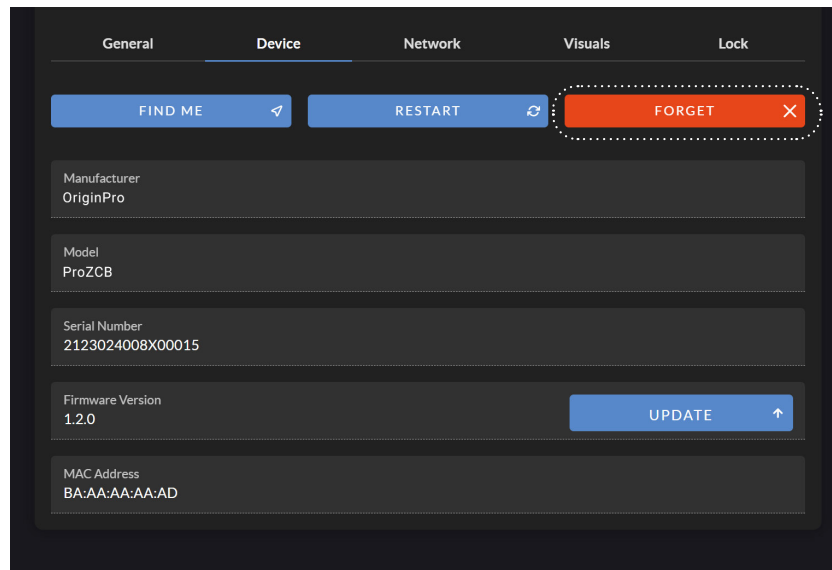 General Device Network Visuals Lock
FIND ME RESTART FORGET
Manufacturer
OriginPro
Model
ProZCB
Serial Number
2123024008X00015
Firmware Version
1.2.0
UPDATE
MAC Address
BA:AA:AA:AA:AD